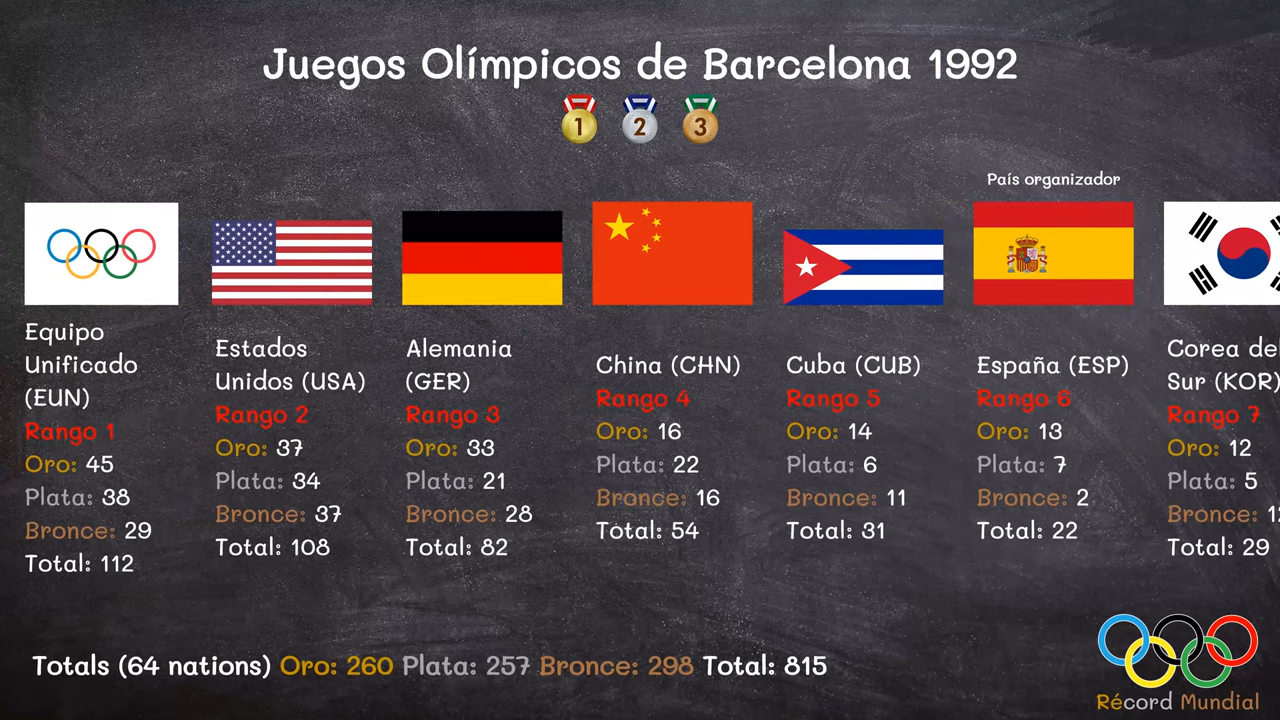 Juegos Olímpicos de Barcelona 1992
1 2 3
País organizador
Equipo
Unificado
(EUN)
Rango 1
Oro: 45
Plata: 38
Bronce: 29
Total: 112
Estados
Unidos (USA)
Rango 2
Oro: 37
Plata: 34
Bronce: 37
Total: 108
Alemania
(GER)
Rango 3
Oro: 33
Plata: 21
Bronce: 28
Total: 82
China (CHN)
Rango 4
Oro: 16
Plata: 22
Bronce: 16
Total: 54
Cuba (CUB)
Rango 5
Oro: 14
Plata: 6
Bronce: 11
Total: 31
España (ESP)
Rango 6
Oro: 13
Plata: 7
Bronce: 2
Total: 22
Corea del
Sur (KOR)
Rango 7
Oro: 12
Plata: 5
Bronce:
Total: 29
Totals (64 nations) Oro: 260 Plata: 257 Bronce: 298 Total: 815
Récord Mundial